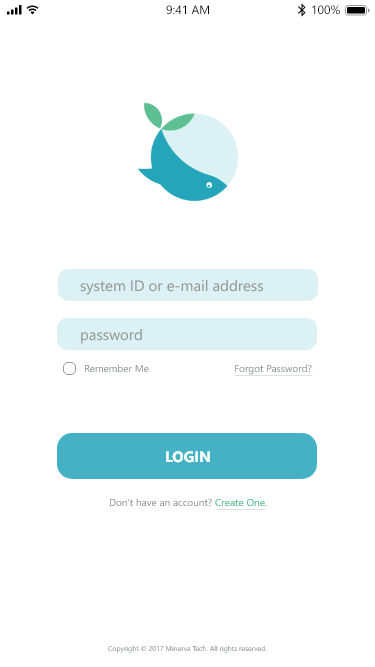 9:41 AM 100%
system ID or e-mail address
password
Remember Me Forgot Password?
LOGIN
Don't have an account? Create One.
Copyright © 2017 Minerva Tech. All rights reserved.